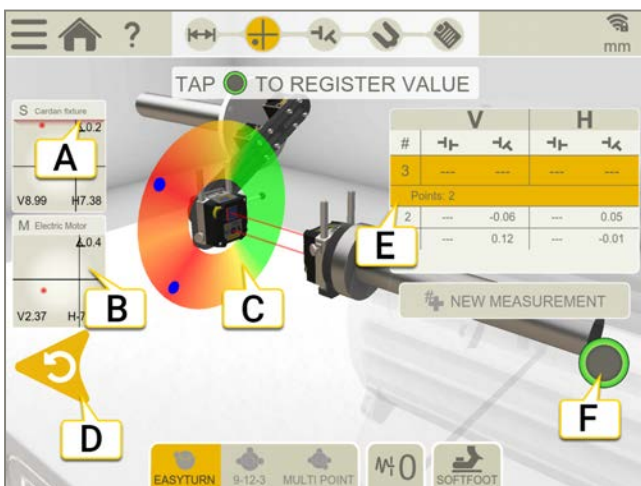 ?
mm
TAP TO REGISTER VALUE
S Cardan fixture
0.2
A
V8.99 H7.38
M Electric Motor
0.4
B
V2.37 H-7
C
D
V H
#
3 --- --- --- ---
Points: 2
2 --- -0.06 --- 0.05
--- 0.12 --- -0.01
E
# NEW MEASUREMENT
F
EASYTURN 9-12-3 MULTI POINT
0
SOFTFOOT